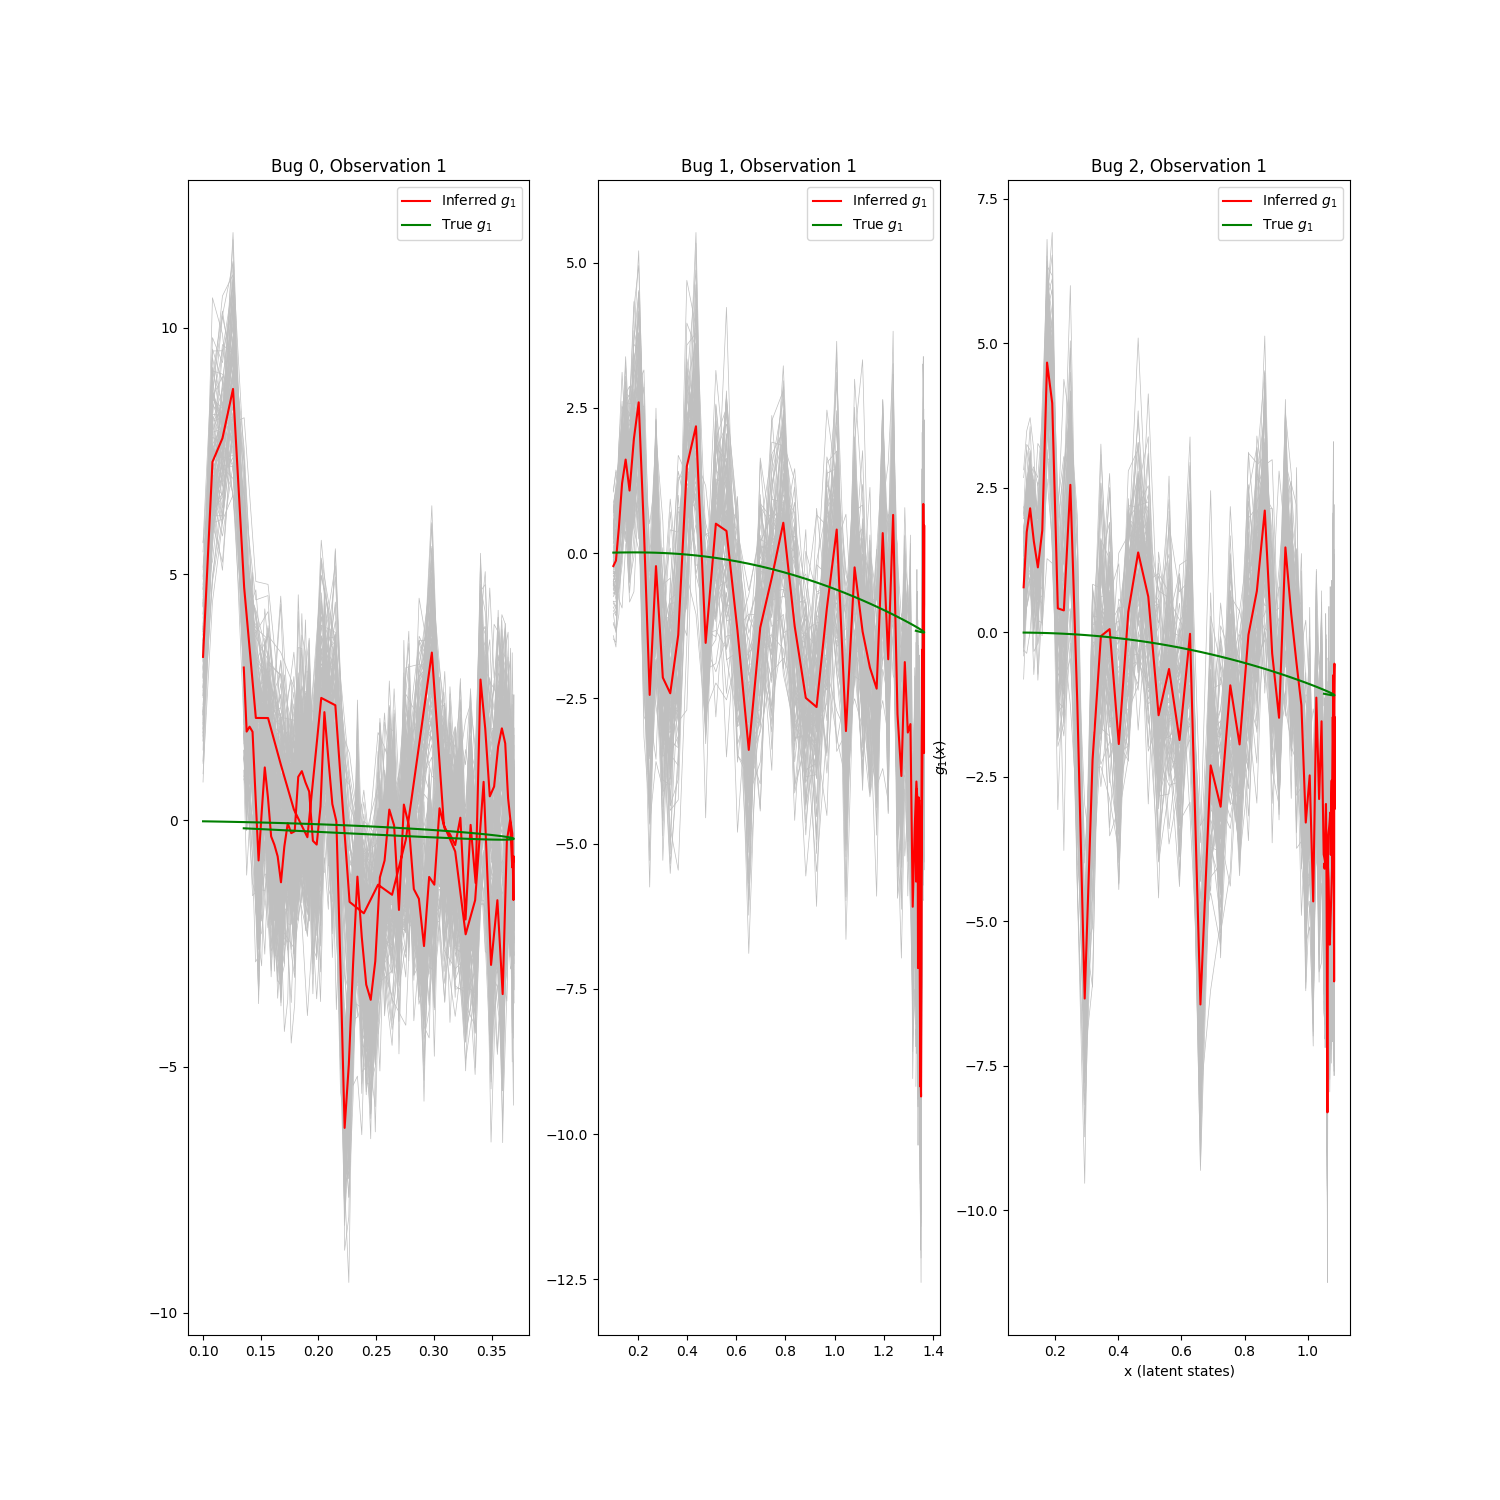 Bug 0, Observation 1
Inferred g₁
True g₁
10
5
0
−5
−10
0.10 0.15 0.20 0.25 0.30 0.35
Bug 1, Observation 1
Inferred g₁
True g₁
5.0
2.5
0.0
−2.5
−5.0
−7.5
−10.0
−12.5
0.2 0.4 0.6 0.8 1.0 1.2 1.4
Bug 2, Observation 1
Inferred g₁
True g₁
g₁(x)
7.5
5.0
2.5
0.0
−2.5
−5.0
−7.5
−10.0
0.2 0.4 0.6 0.8 1.0
x (latent states)